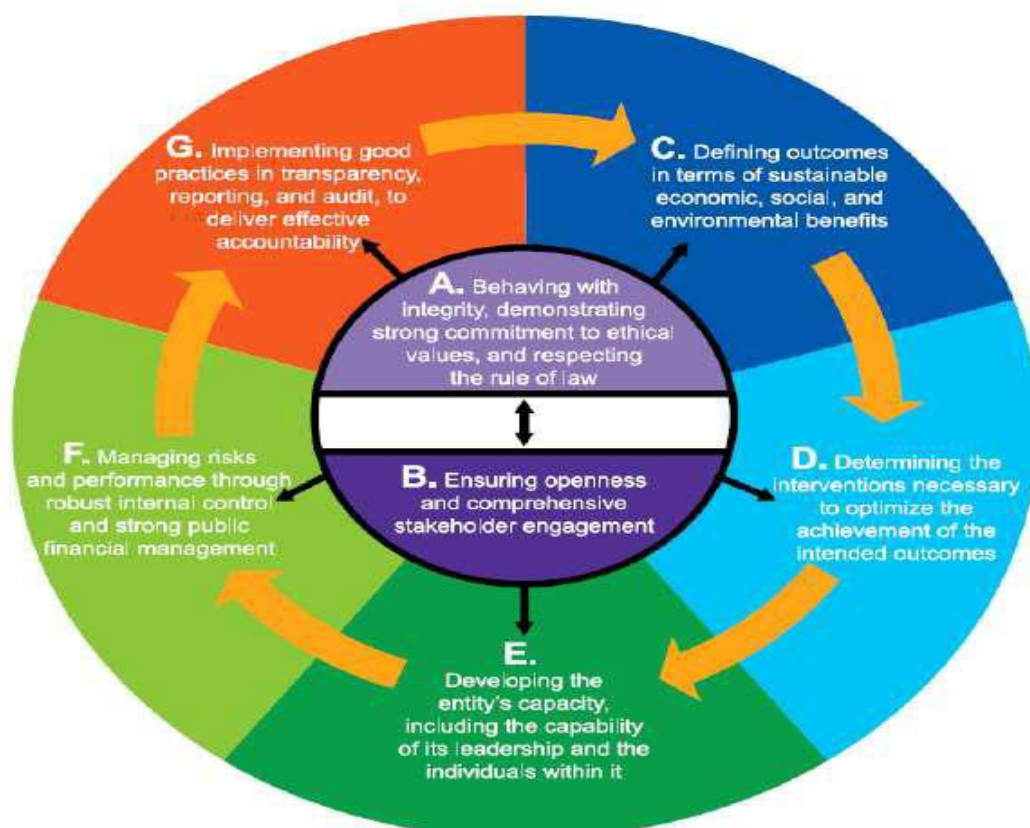 A. Behaving with
integrity, demonstrating
strong commitment to ethical
values, and respecting
the rule of law
B. Ensuring openness
and comprehensive
stakeholder engagement
C. Defining outcomes
in terms of sustainable
economic, social, and
environmental benefits
D. Determining the
interventions necessary
to optimize the
achievement of the
intended outcomes
E.
Developing the
entity's capacity,
including the capability
of its leadership and the
individuals within it
F. Managing risks
and performance through
robust internal control
and strong public
financial management
G. Implementing good
practices in transparency,
reporting, and audit, to
deliver effective
accountability